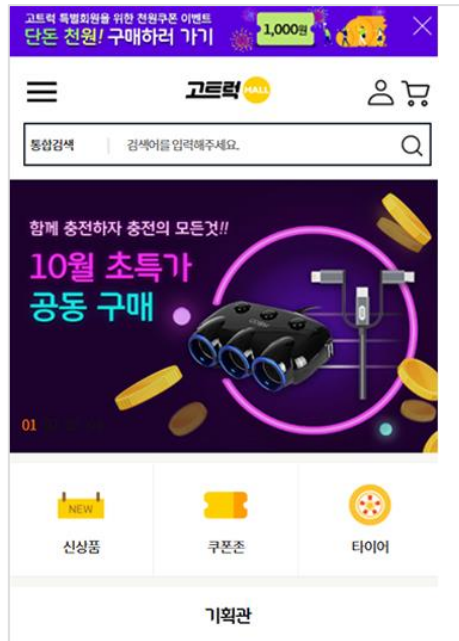 고트럭 특별회원을 위한 천원쿠폰 이벤트
단돈 천원! 구매하러 가기
1,000원
고트럭 MALL
통합검색
검색어를 입력해주세요.
함께 충전하자 충전의 모든것!!
10월 초특가
공동 구매
01
NEW
신상품
쿠폰존
타이어
기획관